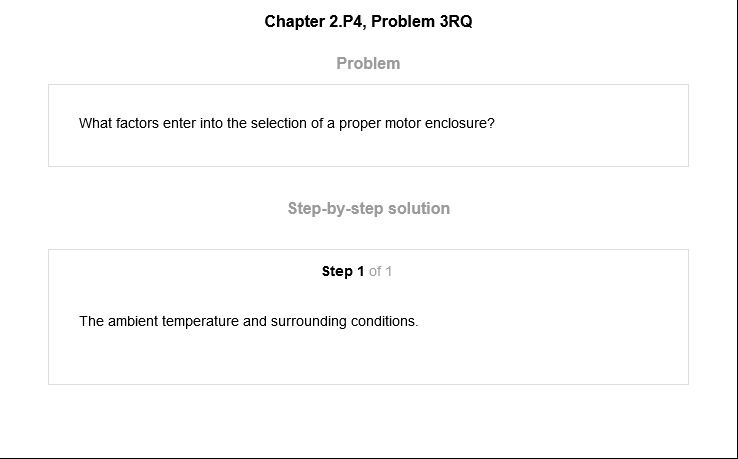 Chapter 2.P4, Problem 3RQ
Problem
What factors enter into the selection of a proper motor enclosure?
Step-by-step solution
Step 1 of 1
The ambient temperature and surrounding conditions.